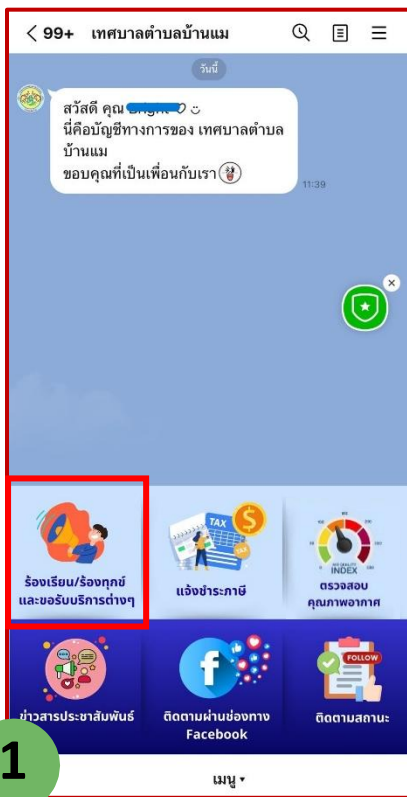 99+ เทศบาลตำบลบ้านแม
วันนี้
สวัสดี คุณ
นี่คือบัญชีทางการของ เทศบาลตำบล
บ้านแม
ขอบคุณที่เป็นเพื่อนกับเรา
11:39
TAX
TAX
AIR QUALITY
INDEX
FOLLOW
ร้องเรียน/ร้องทุกข์
และขอรับบริการต่างๆ
แจ้งชำระภาษี
ตรวจสอบ
คุณภาพอากาศ
ข่าวสารประชาสัมพันธ์
ติดตามผ่านช่องทาง
Facebook
ติดตามสถานะ
1
เมนู